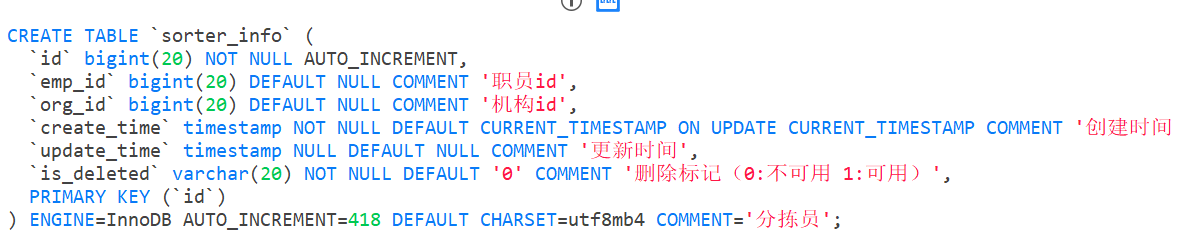 CREATE TABLE `sorter_info` (
  `id` bigint(20) NOT NULL AUTO_INCREMENT,
  `emp_id` bigint(20) DEFAULT NULL COMMENT '职员id',
  `org_id` bigint(20) DEFAULT NULL COMMENT '机构id',
  `create_time` timestamp NOT NULL DEFAULT CURRENT_TIMESTAMP ON UPDATE CURRENT_TIMESTAMP COMMENT '创建时间
  `update_time` timestamp NULL DEFAULT NULL COMMENT '更新时间',
  `is_deleted` varchar(20) NOT NULL DEFAULT '0' COMMENT '删除标记（0:不可用 1:可用）',
  PRIMARY KEY (`id`)
) ENGINE=InnoDB AUTO_INCREMENT=418 DEFAULT CHARSET=utf8mb4 COMMENT='分拣员';